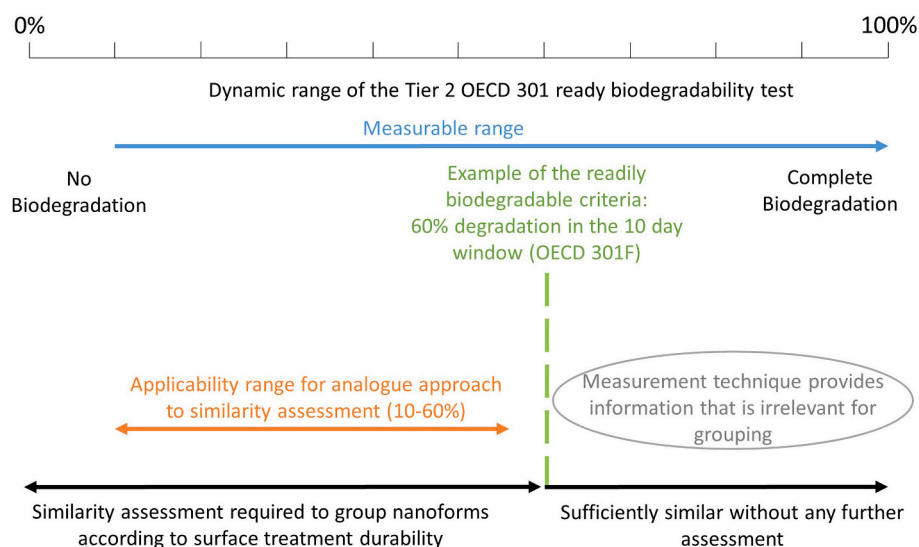 0%
100%
Dynamic range of the Tier 2 OECD 301 ready biodegradability test
Measurable range
No
Biodegradation
Example of the readily
biodegradable criteria:
60% degradation in the 10 day
window (OECD 301F)
Complete
Biodegradation
Applicability range for analogue approach
to similarity assessment (10-60%)
Measurement technique provides
information that is irrelevant for
grouping
Similarity assessment required to group nanoforms
according to surface treatment durability
Sufficiently similar without any further
assessment